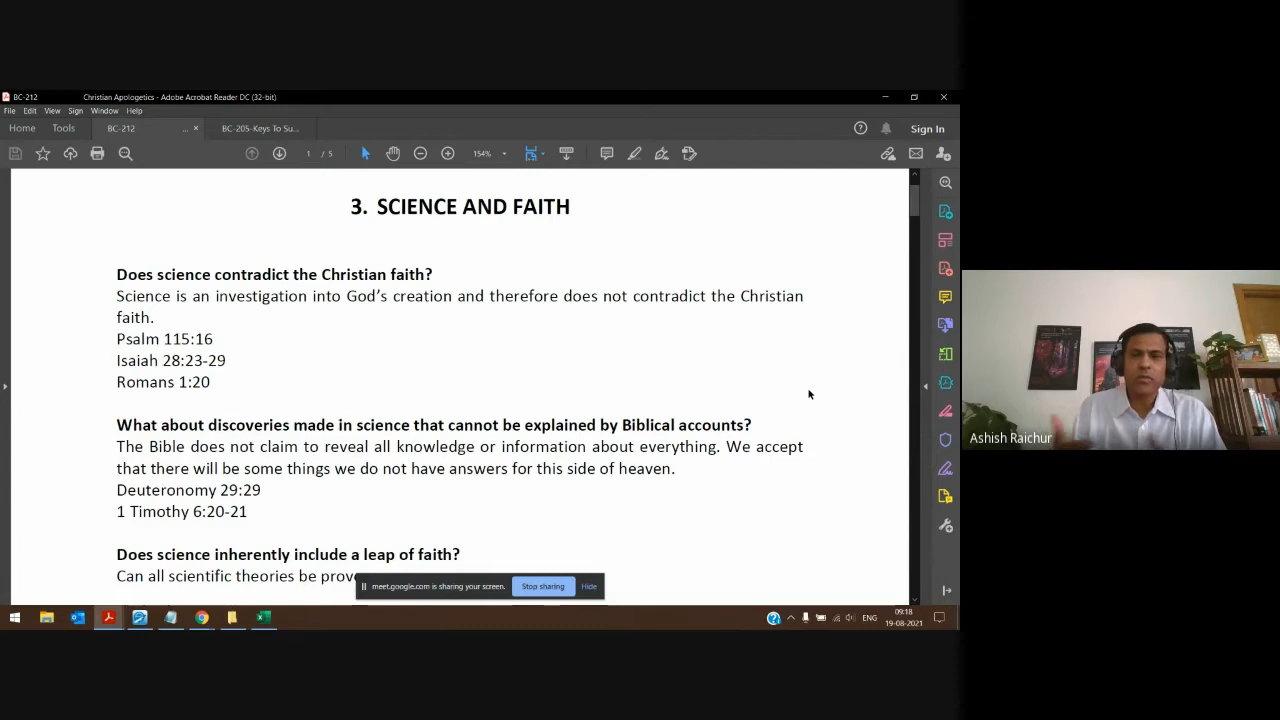 BC-212 Christian Apologetics - Adobe Acrobat Reader DC (32-bit)
File Edit View Sign Window Help
Home Tools BC-212 ... × BC-205-Keys To Su... Sign In
1 / 5 154%
3. SCIENCE AND FAITH
Does science contradict the Christian faith?
Science is an investigation into God's creation and therefore does not contradict the Christian
faith.
Psalm 115:16
Isaiah 28:23-29
Romans 1:20
What about discoveries made in science that cannot be explained by Biblical accounts?
The Bible does not claim to reveal all knowledge or information about everything. We accept
that there will be some things we do not have answers for this side of heaven.
Deuteronomy 29:29
1 Timothy 6:20-21
Does science inherently include a leap of faith?
Can all scientific theories be prove
meet.google.com is sharing your screen. Stop sharing Hide
ENG 09:18
19-08-2021
Ashish Raichur